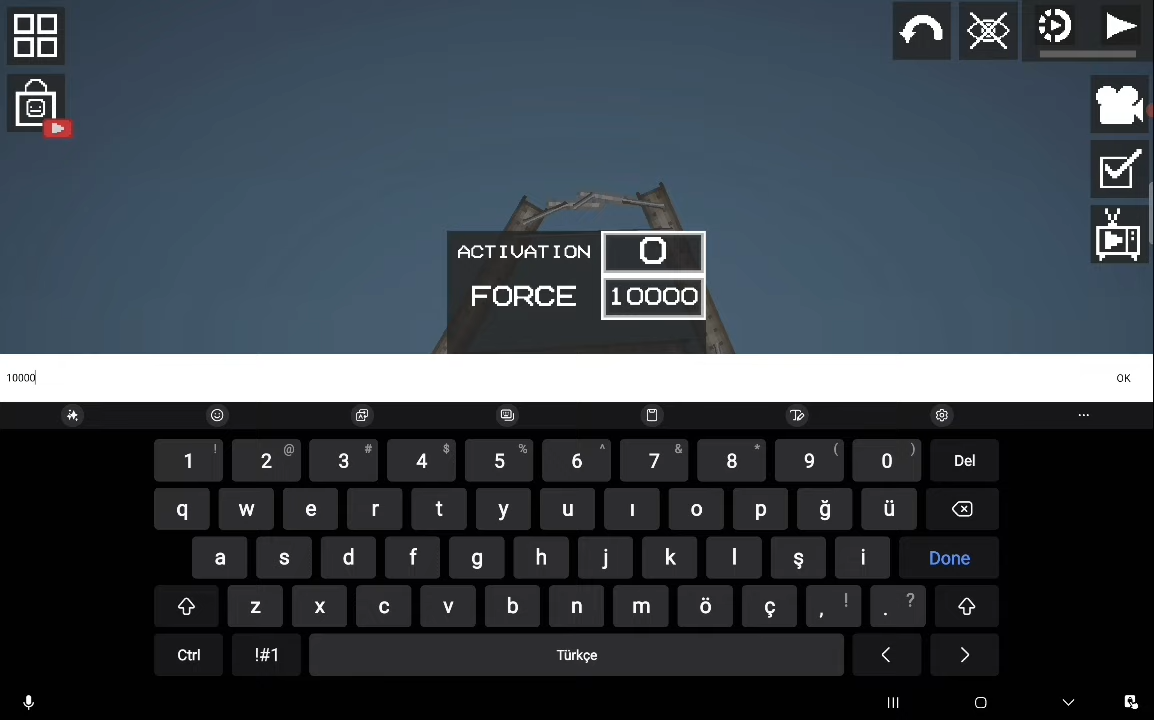 ACTIVATION 0
FORCE 10000
10000 OK
1 ! 2 @ 3 # 4 $ 5 % 6 ^ 7 & 8 * 9 ( 0 ) Del
q w e r t y u ı o p ğ ü
a s d f g h j k l ş i Done
z x c v b n m ö ç , ! . ?
Ctrl !#1 Türkçe < >